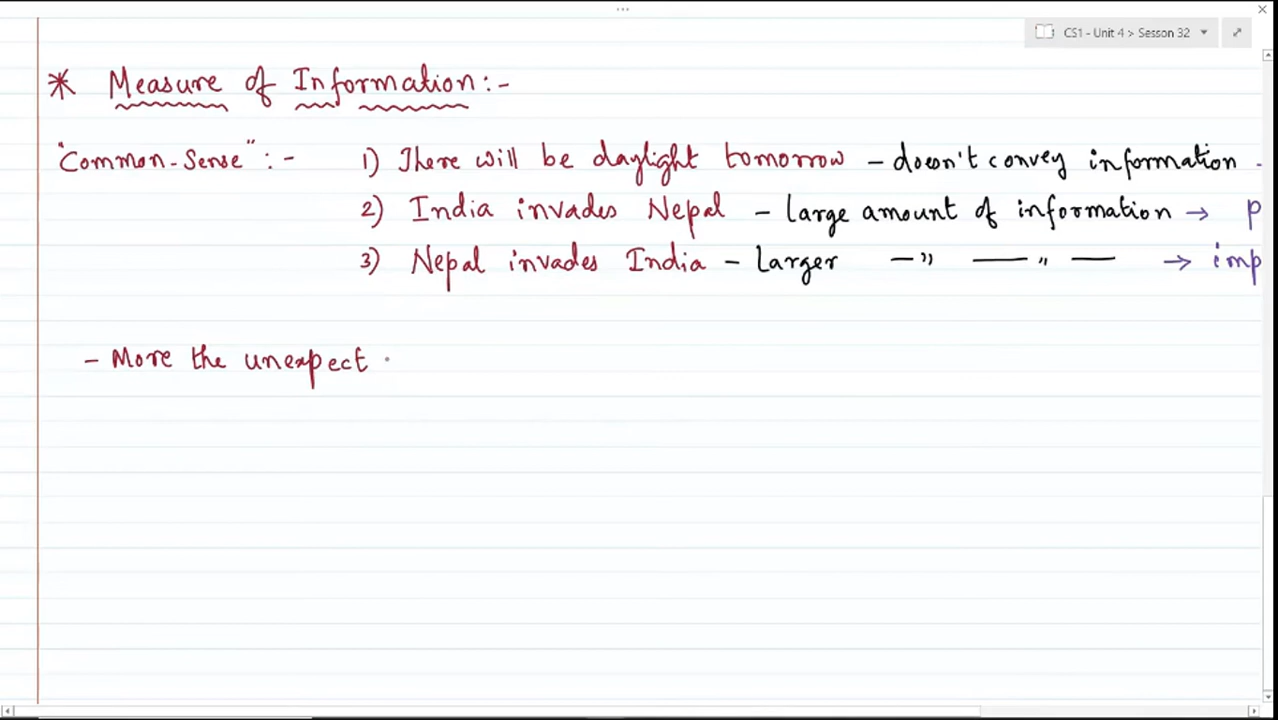 CS1 - Unit 4 > Sesson 32
* Measure of Information:-
"Common-Sense":- 1) There will be daylight tomorrow - doesn't convey information -
2) India invades Nepal - large amount of information → p
3) Nepal invades India - larger —"— —"— → imp
- More the unexpect